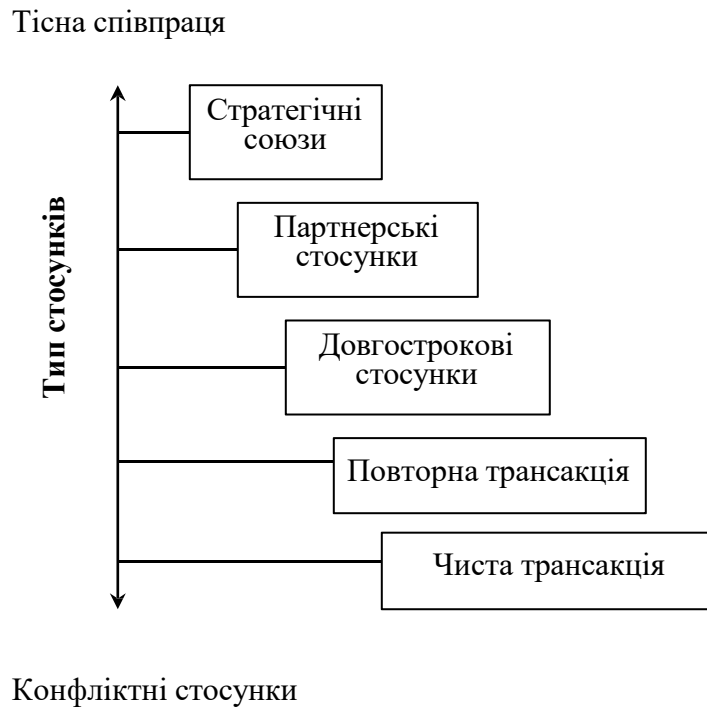 Тісна співпраця
Стратегічні
союзи
Партнерські
стосунки
Тип стосунків
Довгострокові
стосунки
Повторна трансакція
Чиста трансакція
Конфліктні стосунки